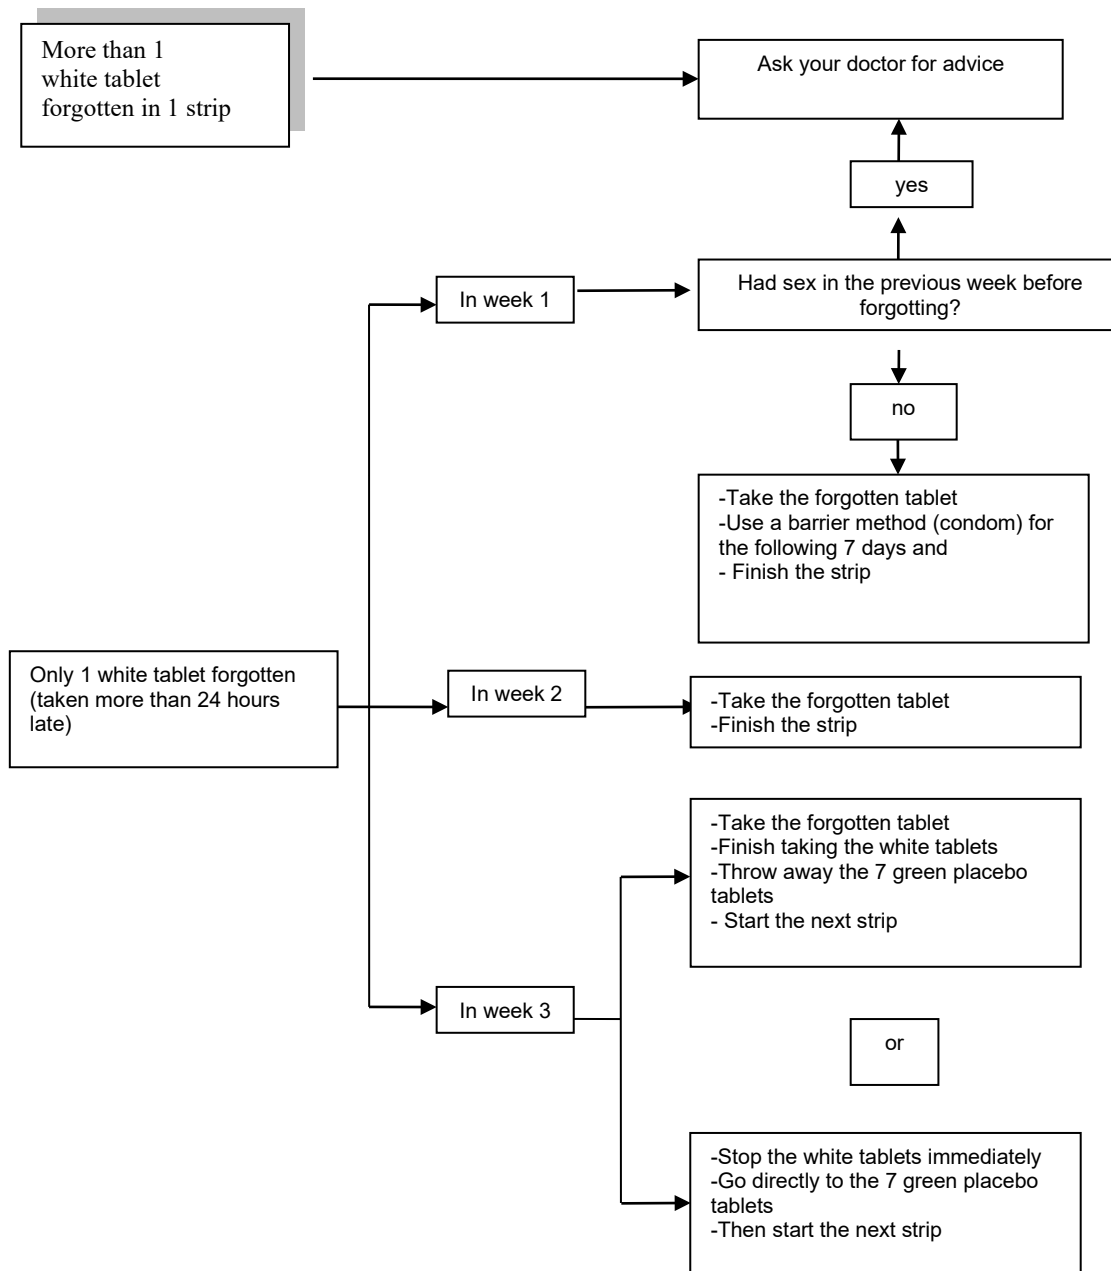 More than 1
white tablet
forgotten in 1 strip
Ask your doctor for advice
yes
In week 1
Had sex in the previous week before
forgotting?
no
-Take the forgotten tablet
-Use a barrier method (condom) for
the following 7 days and
- Finish the strip
Only 1 white tablet forgotten
(taken more than 24 hours
late)
In week 2
-Take the forgotten tablet
-Finish the strip
-Take the forgotten tablet
-Finish taking the white tablets
-Throw away the 7 green placebo
tablets
- Start the next strip
In week 3
or
-Stop the white tablets immediately
-Go directly to the 7 green placebo
tablets
-Then start the next strip